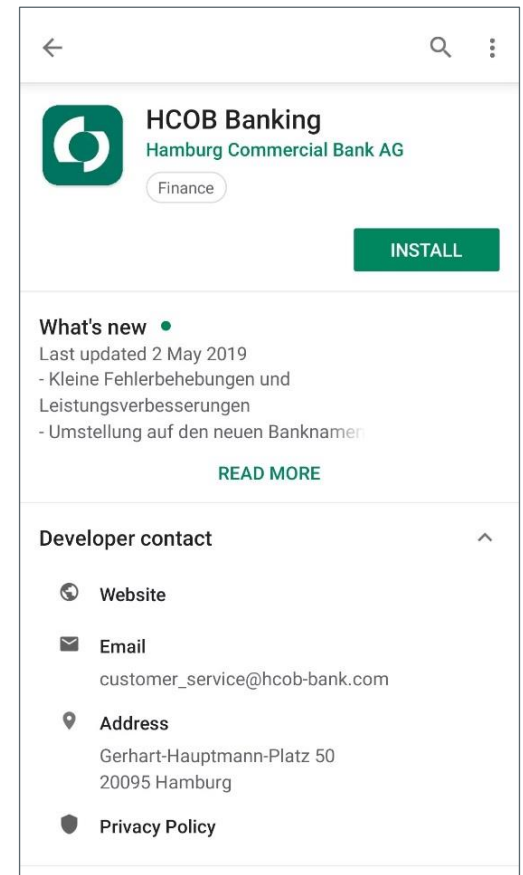 HCOB Banking
Hamburg Commercial Bank AG
Finance
INSTALL
What's new
Last updated 2 May 2019
- Kleine Fehlerbehebungen und
Leistungsverbesserungen
- Umstellung auf den neuen Banknamen
READ MORE
Developer contact
Website
Email
customer_service@hcob-bank.com
Address
Gerhart-Hauptmann-Platz 50
20095 Hamburg
Privacy Policy